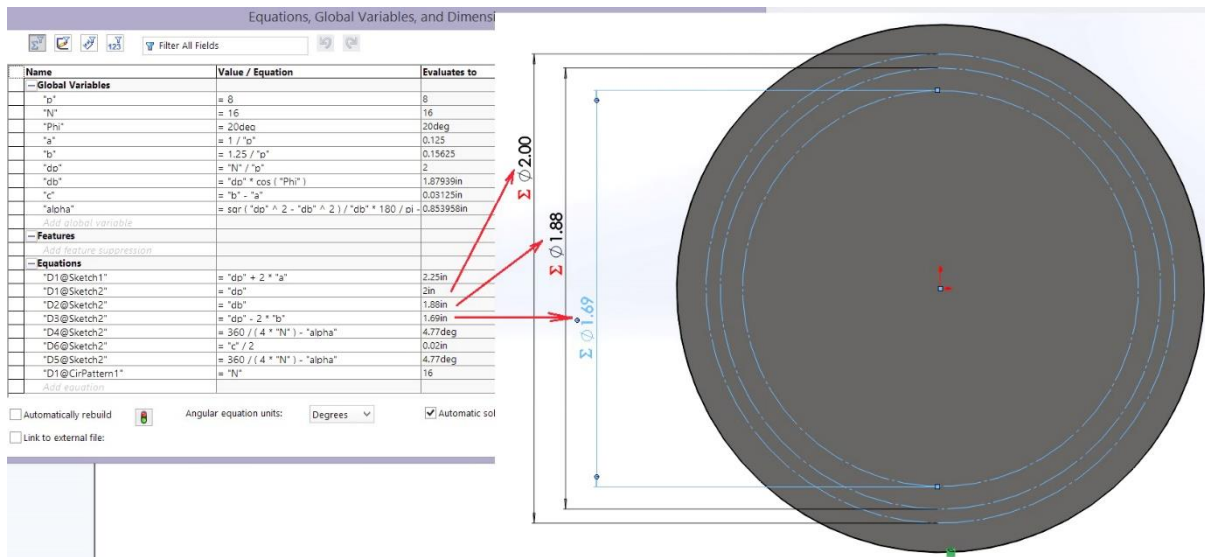 Equations, Global Variables, and Dimensi
Filter All Fields
Name Value / Equation Evaluates to
Global Variables
"p" = 8 8
"N" = 16 16
"Phi" = 20deg 20deg
"a" = 1 / "p" 0.125
"b" = 1.25 / "p" 0.15625
"dp" = "N" / "p" 2
"db" = "dp" * cos ( "Phi" ) 1.87939in
"c" = "b" - "a" 0.03125in
"alpha" = sqr ( "dp" ^ 2 - "db" ^ 2 ) / "db" * 180 / pi - 0.853958in
Add global variable
Features
Add feature suppression
Equations
"D1@Sketch1" = "dp" + 2 * "a" 2.25in
"D1@Sketch2" = "dp" 2in
"D2@Sketch2" = "db" 1.88in
"D3@Sketch2" = "dp" - 2 * "b" 1.69in
"D4@Sketch2" = 360 / ( 4 * "N" ) - "alpha" 4.77deg
"D6@Sketch2" = "c" / 2 0.02in
"D5@Sketch2" = 360 / ( 4 * "N" ) - "alpha" 4.77deg
"D1@CirPattern1" = "N" 16
Add equation
Automatically rebuild Angular equation units: Degrees Automatic sol
Link to external file:
Σ ∅ 2.00
Σ ∅ 1.88
Σ ∅ 1.69